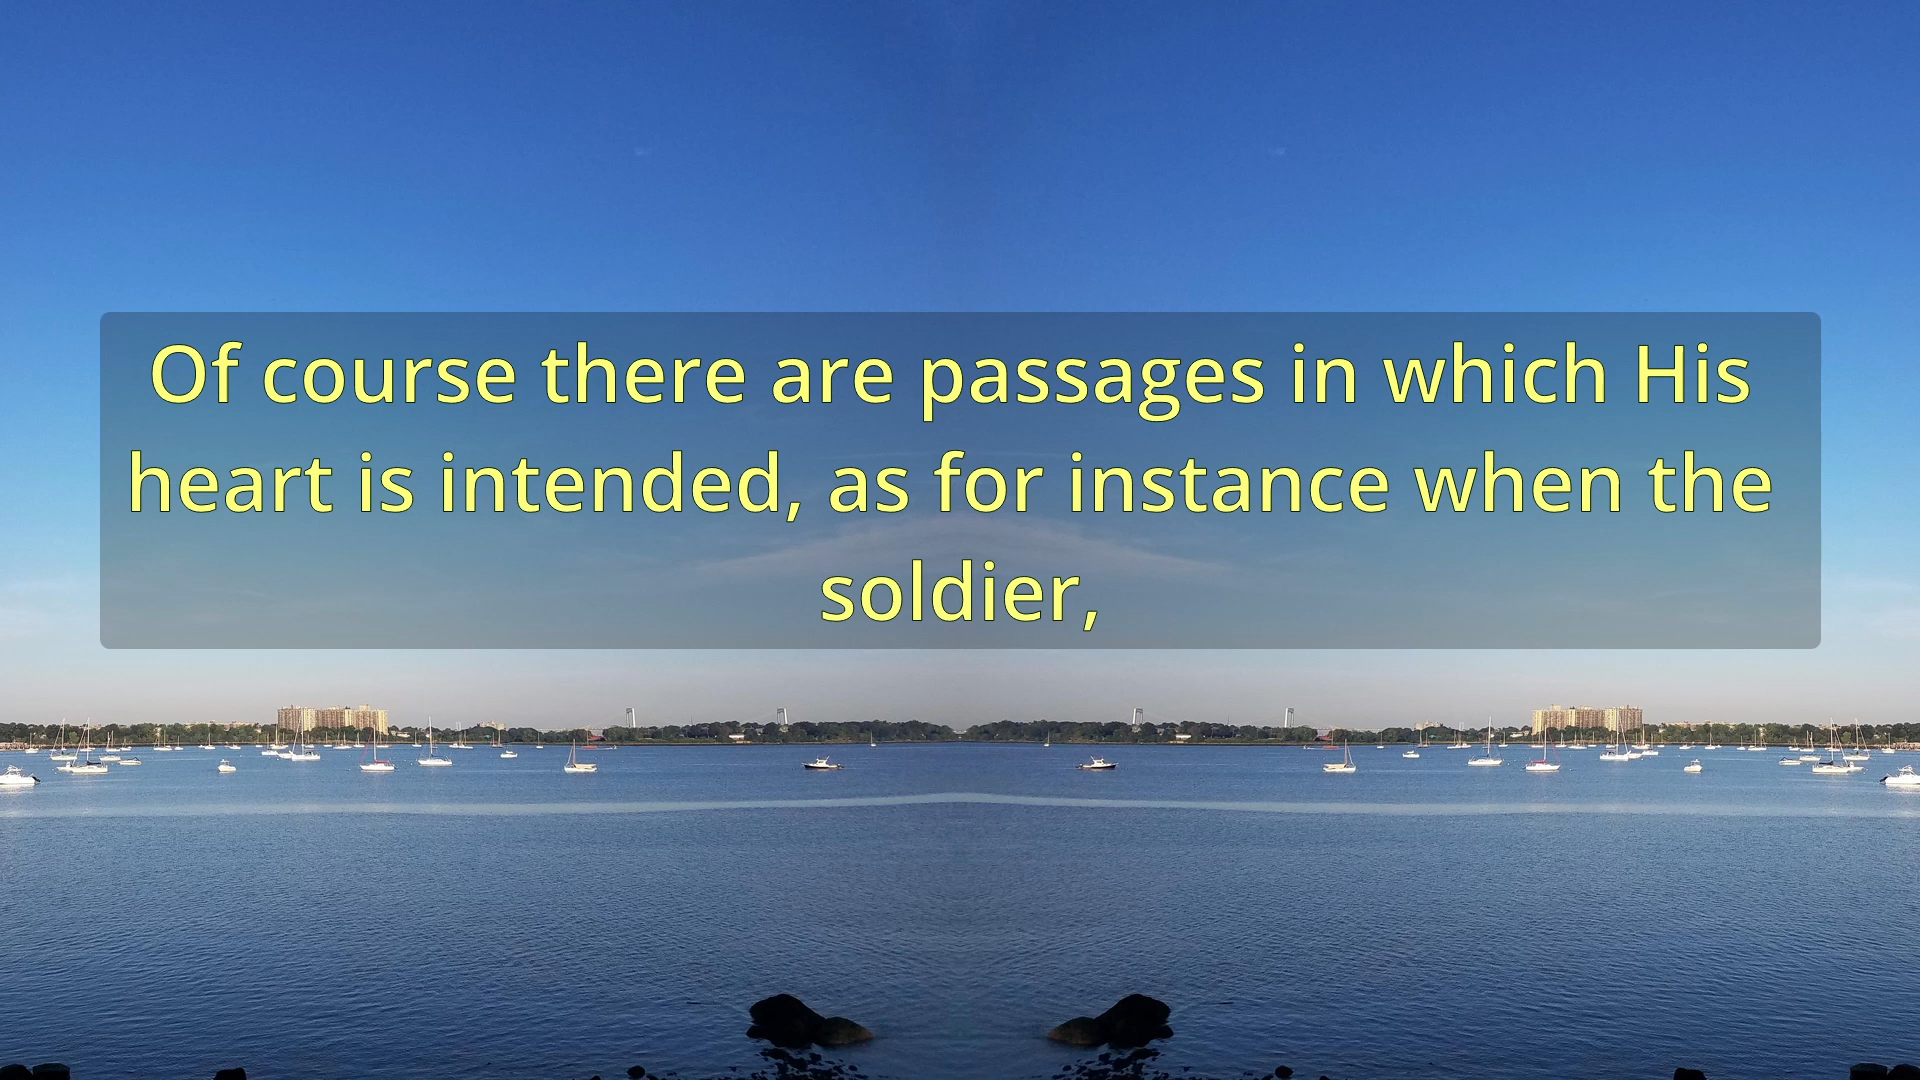 Of course there are passages in which His
heart is intended, as for instance when the
soldier,